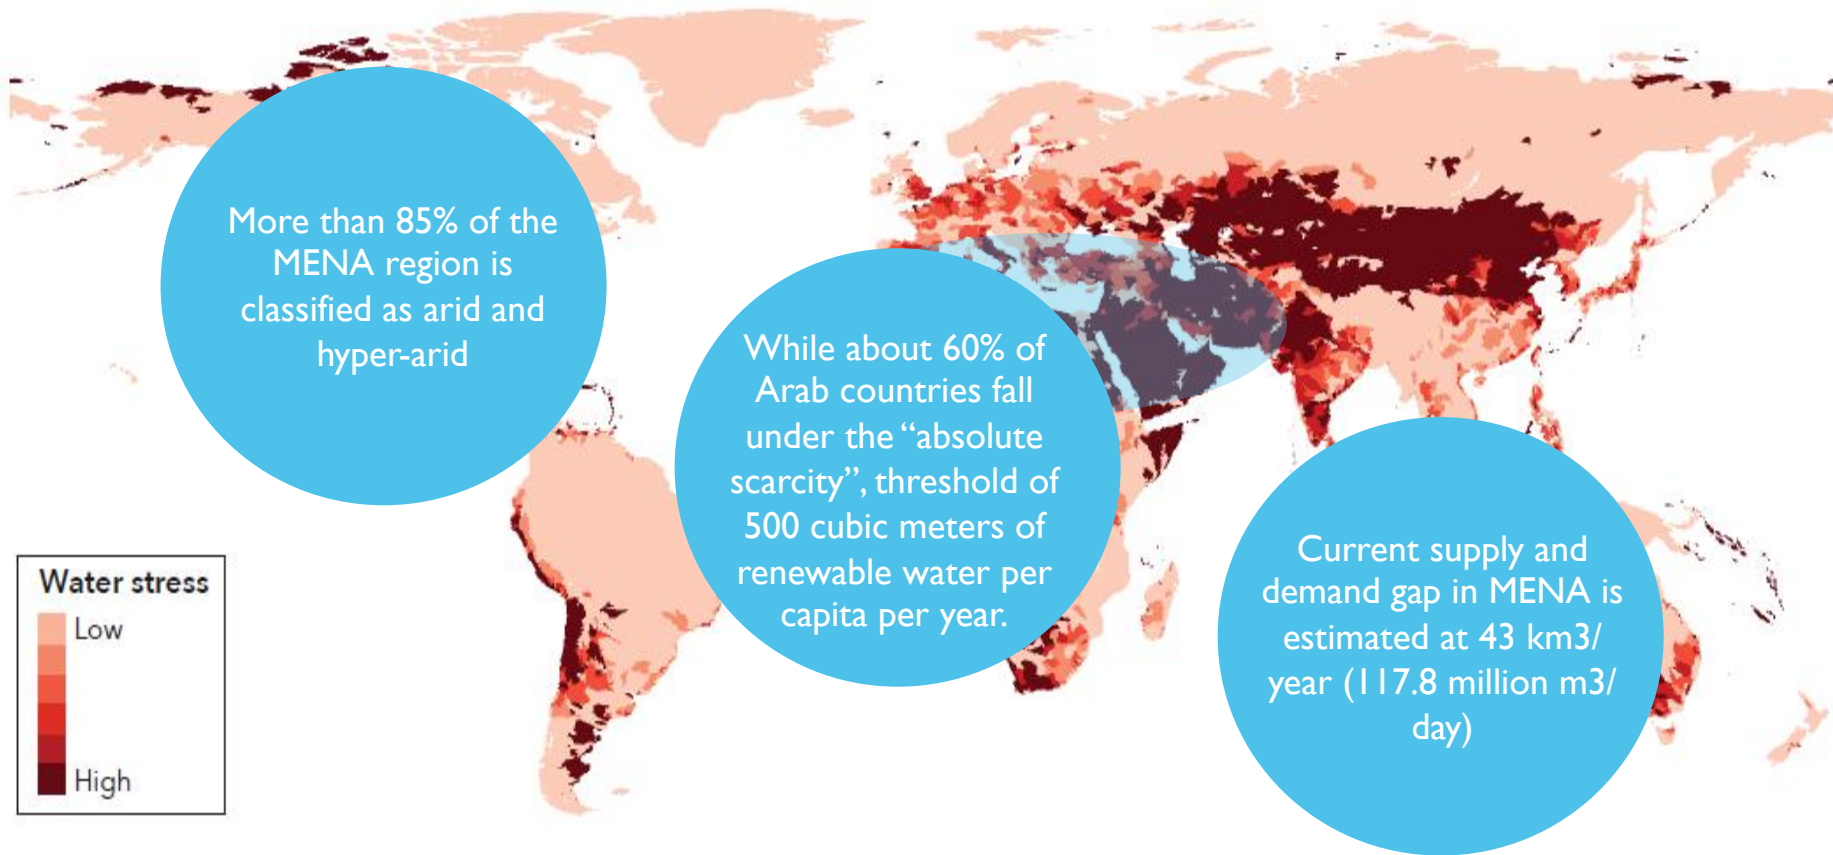 More than 85% of the
MENA region is
classified as arid and
hyper-arid
While about 60% of
Arab countries fall
under the “absolute
scarcity”, threshold of
500 cubic meters of
renewable water per
capita per year.
Current supply and
demand gap in MENA is
estimated at 43 km3/
year (117.8 million m3/
day)
Water stress
Low
High